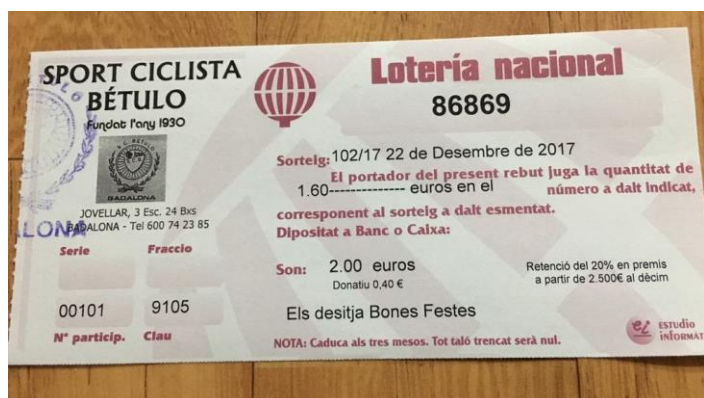 SPORT CICLISTA
BÉTULO
Fundat l'any 1930
BADALONA
JOVELLAR, 3 Esc. 24 Bxs
BADALONA - Tel 600 74 23 85
Serie
Fraccio
00101
9105
Nº particip.
Clau
Lotería nacional
86869
Sorteig: 102/17 22 de Desembre de 2017
El portador del present rebut juga la quantitat de
1.60-------------- euros en el número a dalt indicat,
corresponent al sorteig a dalt esmentat.
Dipositat a Banc o Caixa:
Són: 2.00 euros
Donatiu 0,40 €
Retenció del 20% en premis
a partir de 2.500€ al dècim
Els desitja Bones Festes
NOTA: Caduca als tres mesos. Tot taló trencat serà nul.
ESTUDIO
INFORMÀT